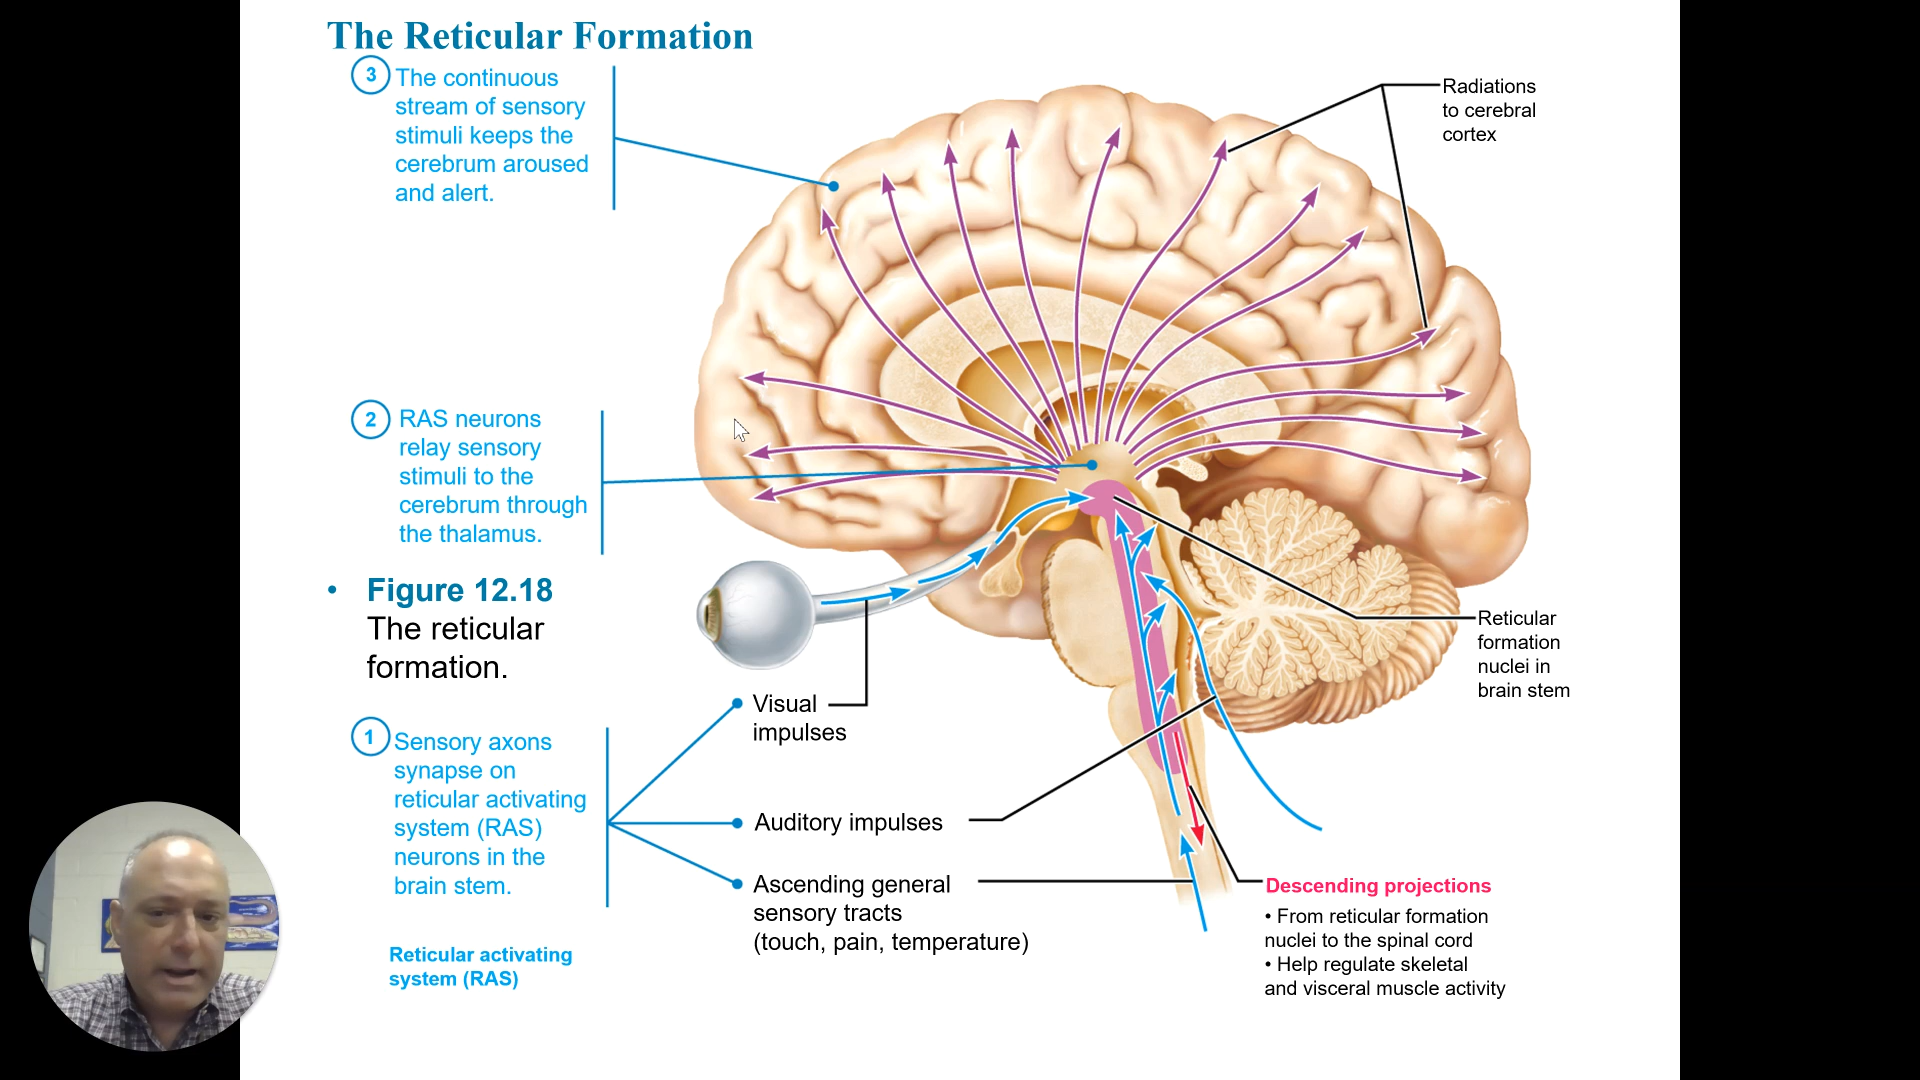 The Reticular Formation
3
The continuous
stream of sensory
stimuli keeps the
cerebrum aroused
and alert.
Radiations
to cerebral
cortex
2
RAS neurons
relay sensory
stimuli to the
cerebrum through
the thalamus.
• Figure 12.18
The reticular
formation.
Reticular
formation
nuclei in
brain stem
1
Sensory axons
synapse on
reticular activating
system (RAS)
neurons in the
brain stem.
Visual
impulses
Auditory impulses
Ascending general
sensory tracts
(touch, pain, temperature)
Reticular activating
system (RAS)
Descending projections
• From reticular formation
nuclei to the spinal cord
• Help regulate skeletal
and visceral muscle activity